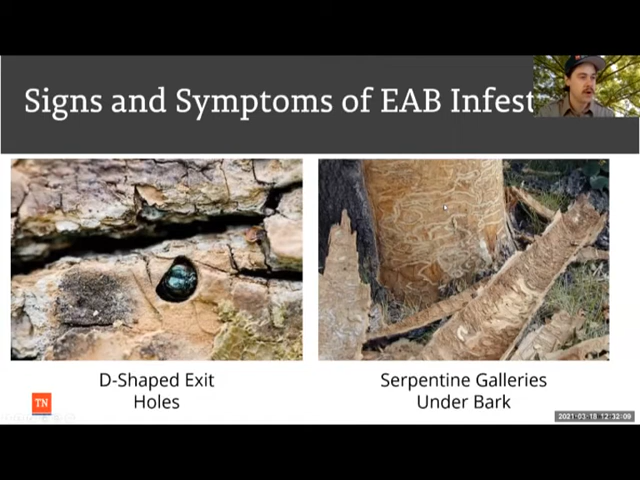 Signs and Symptoms of EAB Infest
D-Shaped Exit
Holes
Serpentine Galleries
Under Bark
TN
2021-03-18 12:32:09